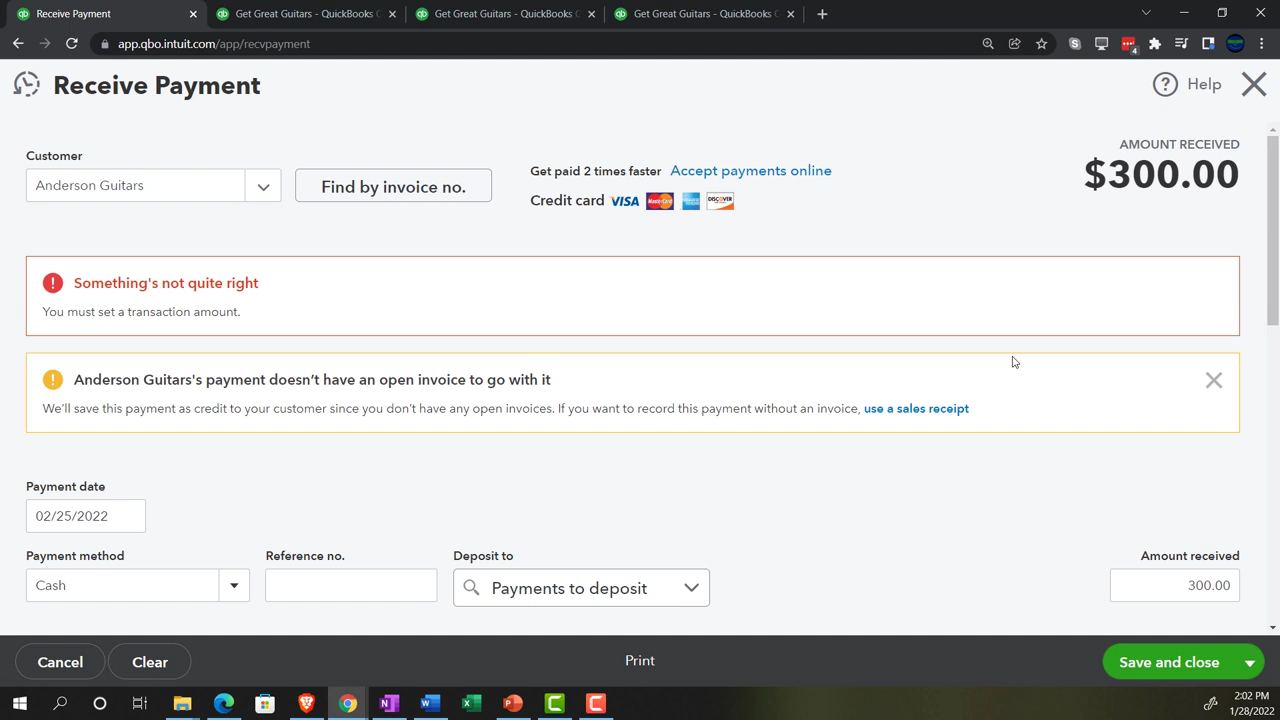 Receive Payment
Get Great Guitars - QuickBooks C
Get Great Guitars - QuickBooks C
Get Great Guitars - QuickBooks C
app.qbo.intuit.com/app/recvpayment
4
Receive Payment
Help
Customer
Anderson Guitars
Find by invoice no.
Get paid 2 times faster Accept payments online
Credit card VISA MasterCard DISCOVER
AMOUNT RECEIVED
$300.00
Something's not quite right
You must set a transaction amount.
Anderson Guitars's payment doesn't have an open invoice to go with it
We'll save this payment as credit to your customer since you don't have any open invoices. If you want to record this payment without an invoice, use a sales receipt
Payment date
02/25/2022
Payment method
Reference no.
Deposit to
Amount received
Cash
Payments to deposit
300.00
Cancel
Clear
Print
Save and close
2:02 PM
1/28/2022